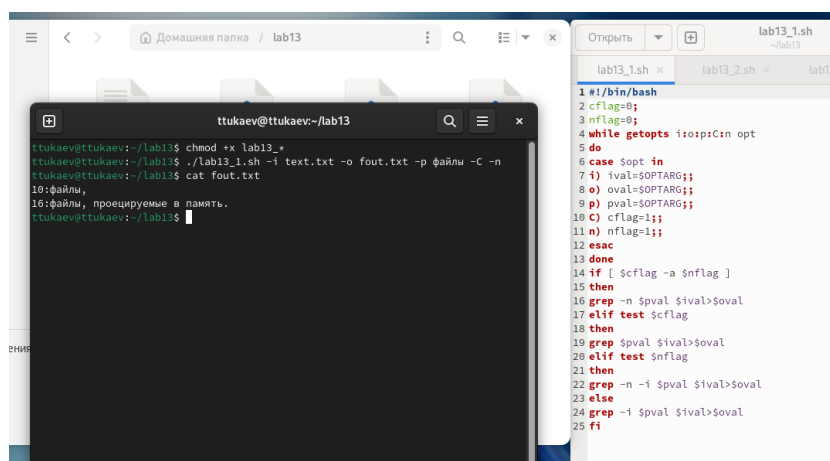 Домашняя папка / lab13
ttukaev@ttukaev:~/lab13
ttukaev@ttukaev:~/lab13$ chmod +x lab13_*
ttukaev@ttukaev:~/lab13$ ./lab13_1.sh -i text.txt -o fout.txt -p файлы -C -n
ttukaev@ttukaev:~/lab13$ cat fout.txt
10:файлы,
16:файлы, проецируемые в память.
ttukaev@ttukaev:~/lab13$
Открыть
lab13_1.sh
~/lab13
lab13_1.sh × lab13_2.sh × lab1
1 #!/bin/bash
2 cflag=0;
3 nflag=0;
4 while getopts i:o:p:C:n opt
5 do
6 case $opt in
7 i) ival=$OPTARG;;
8 o) oval=$OPTARG;;
9 p) pval=$OPTARG;;
10 C) cflag=1;;
11 n) nflag=1;;
12 esac
13 done
14 if [ $cflag -a $nflag ]
15 then
16 grep -n $pval $ival>$oval
17 elif test $cflag
18 then
19 grep $pval $ival>$oval
20 elif test $nflag
21 then
22 grep -n -i $pval $ival>$oval
23 else
24 grep -i $pval $ival>$oval
25 fi